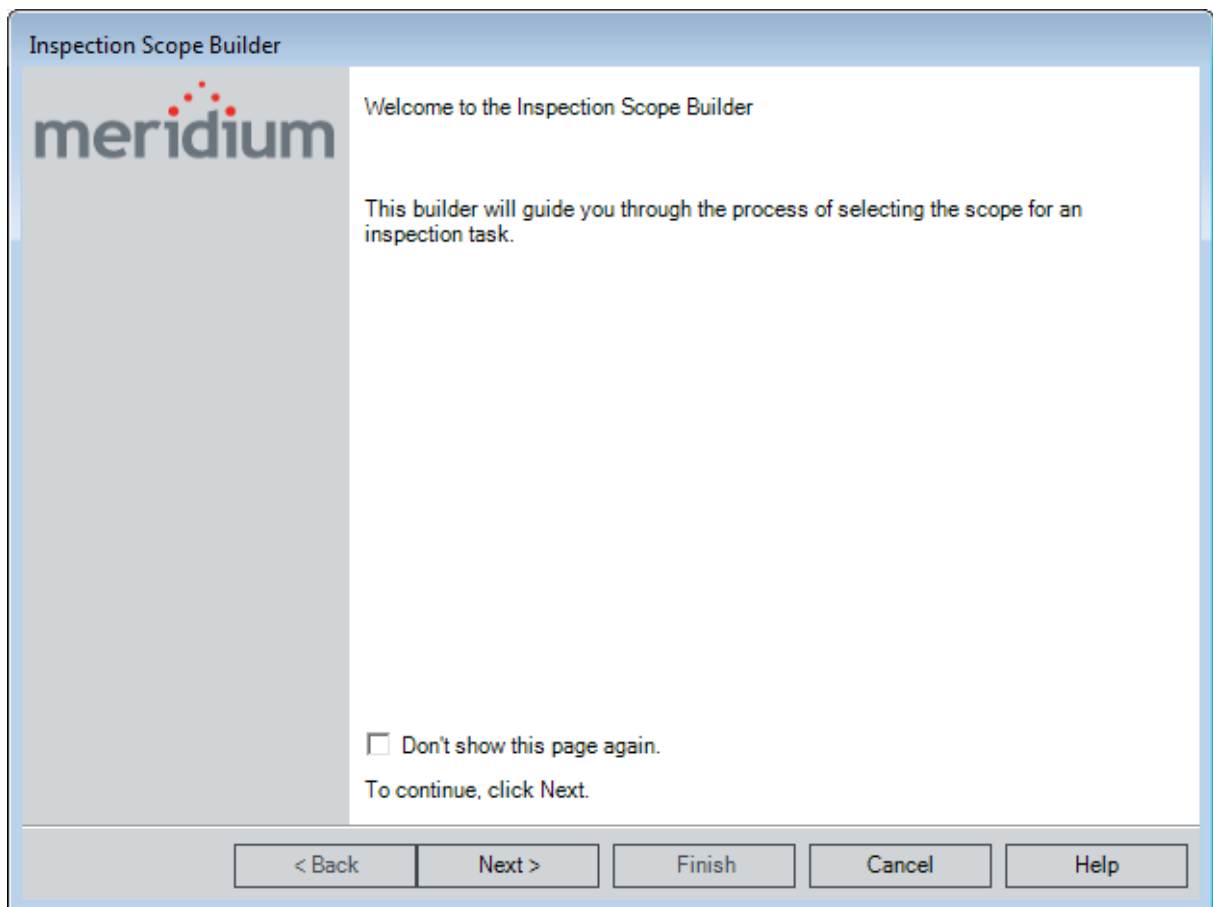 Inspection Scope Builder
meridium
Welcome to the Inspection Scope Builder
This builder will guide you through the process of selecting the scope for an
inspection task.
Don't show this page again.
To continue, click Next.
< Back
Next >
Finish
Cancel
Help